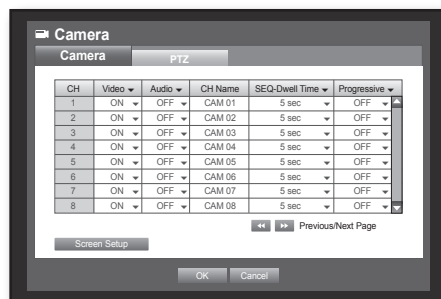 Camera
Camera PTZ
CH Video Audio CH Name SEQ-Dwell Time Progressive
1 ON OFF CAM 01 5 sec OFF
2 ON OFF CAM 02 5 sec OFF
3 ON OFF CAM 03 5 sec OFF
4 ON OFF CAM 04 5 sec OFF
5 ON OFF CAM 05 5 sec OFF
6 ON OFF CAM 06 5 sec OFF
7 ON OFF CAM 07 5 sec OFF
8 ON OFF CAM 08 5 sec OFF
Previous/Next Page
Screen Setup
OK Cancel